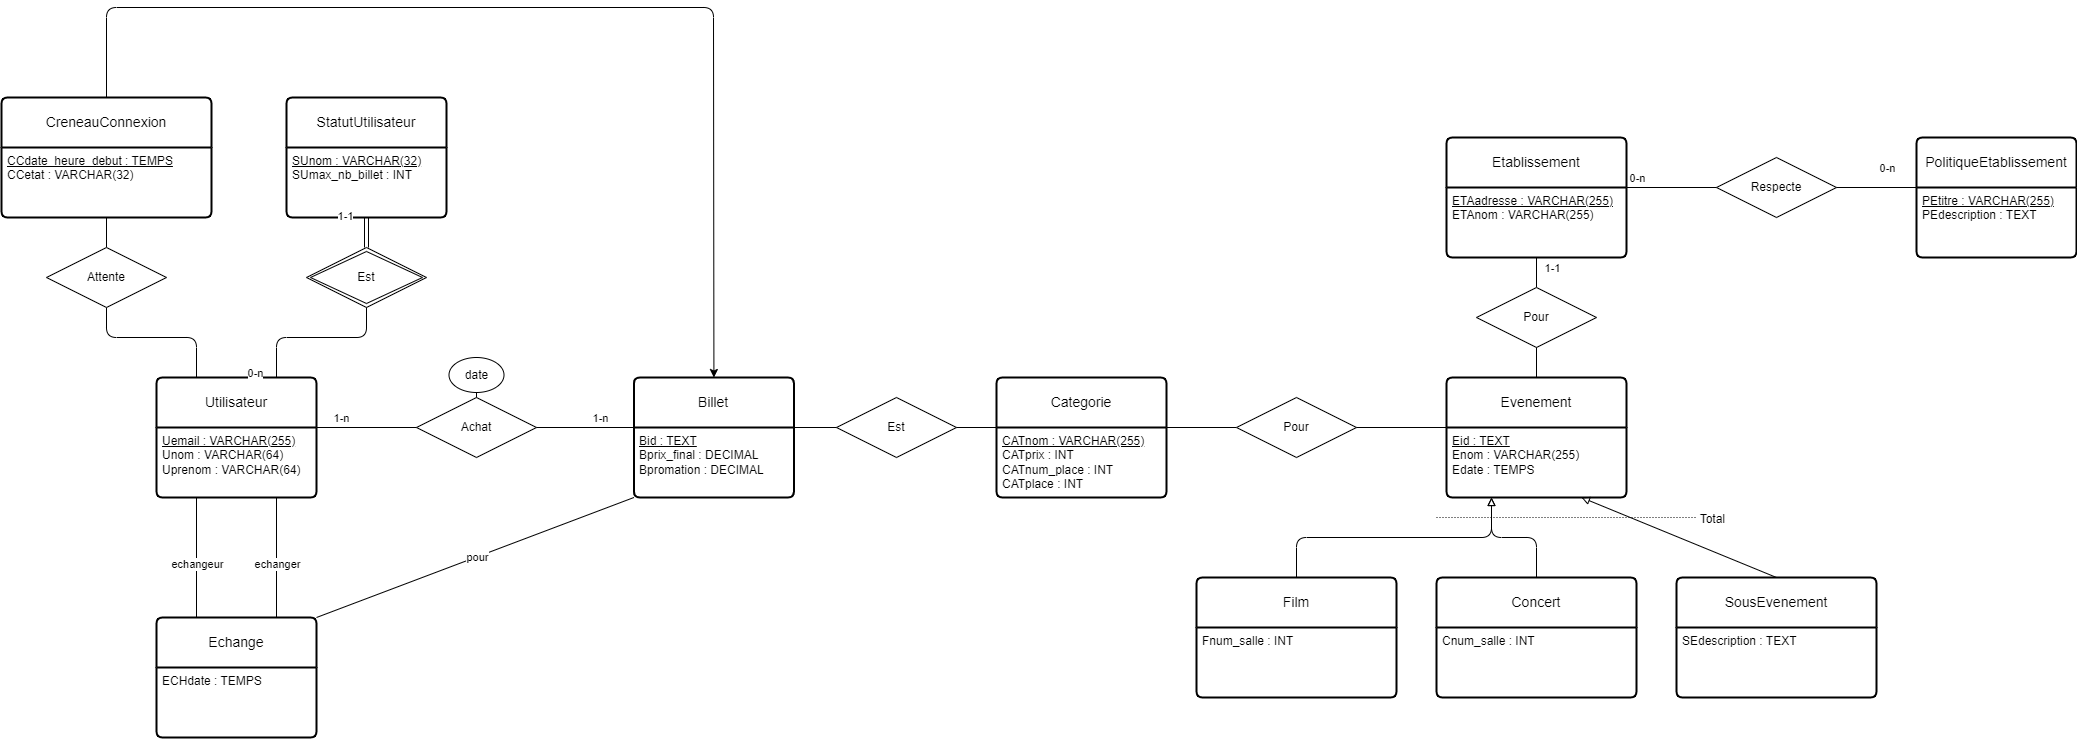 CreneauConnexion
CCdate_heure_debut : TEMPS
CCetat : VARCHAR(32)
StatutUtilisateur
SUnom : VARCHAR(32)
SUmax_nb_billet : INT
1-1
Attente
Est
Etablissement
ETAadresse : VARCHAR(255)
ETAnom : VARCHAR(255)
0-n
Respecte
0-n
PolitiqueEtablissement
PEtitre : VARCHAR(255)
PEdescription : TEXT
1-1
Pour
0-n
Utilisateur
Uemail : VARCHAR(255)
Unom : VARCHAR(64)
Uprenom : VARCHAR(64)
1-n
date
Achat
1-n
Billet
Bid : TEXT
Bprix_final : DECIMAL
Bpromation : DECIMAL
Est
Categorie
CATnom : VARCHAR(255)
CATprix : INT
CATnum_place : INT
CATplace : INT
Pour
Evenement
Eid : TEXT
Enom : VARCHAR(255)
Edate : TEMPS
Total
echangeur
echanger
pour
Echange
ECHdate : TEMPS
Film
Fnum_salle : INT
Concert
Cnum_salle : INT
SousEvenement
SEdescription : TEXT